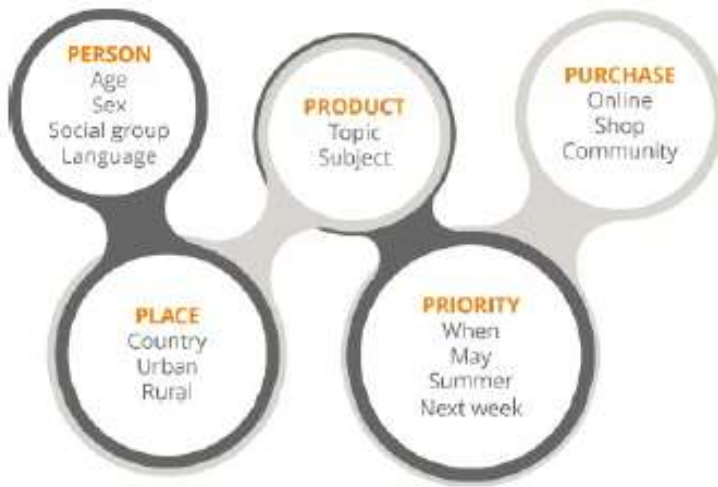 PERSON
Age
Sex
Social group
Language
PRODUCT
Topic
Subject
PURCHASE
Online
Shop
Community
PLACE
Country
Urban
Rural
PRIORITY
When
May
Summer
Next week